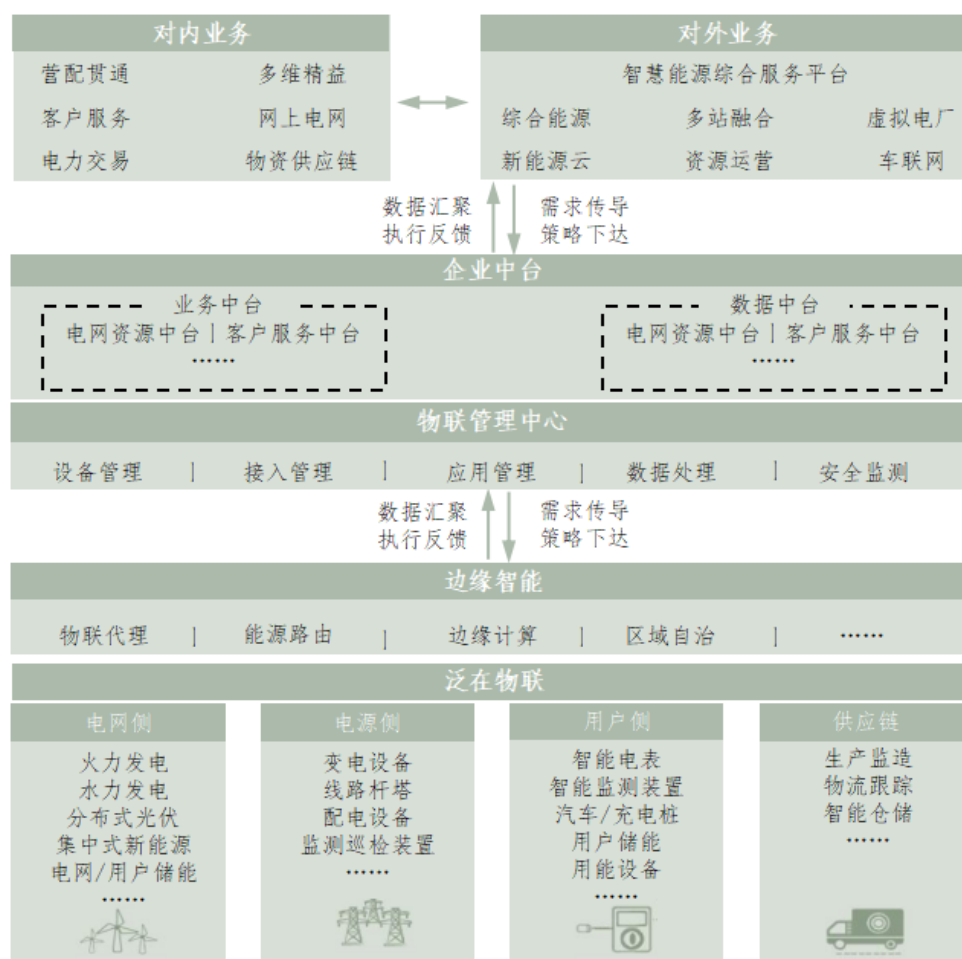 对内业务
营配贯通 多维精益
客户服务 网上电网
电力交易 物资供应链
对外业务
智慧能源综合服务平台
综合能源 多站融合 虚拟电厂
新能源云 资源运营 车联网
数据汇聚
执行反馈
需求传导
策略下达
企业中台
业务中台
电网资源中台|客户服务中台
······
数据中台
电网资源中台|客户服务中台
······
物联管理中心
设备管理 | 接入管理 | 应用管理 | 数据处理 | 安全监测
数据汇聚
执行反馈
需求传导
策略下达
边缘智能
物联代理 | 能源路由 | 边缘计算 | 区域自治 | ······
泛在物联
电网侧
火力发电
水力发电
分布式光伏
集中式新能源
电网/用户储能
······
电源侧
变电设备
线路杆塔
配电设备
监测巡检装置
······
用户侧
智能电表
智能监测装置
汽车/充电桩
用户储能
用能设备
······
供应链
生产监造
物流跟踪
智能仓储
······